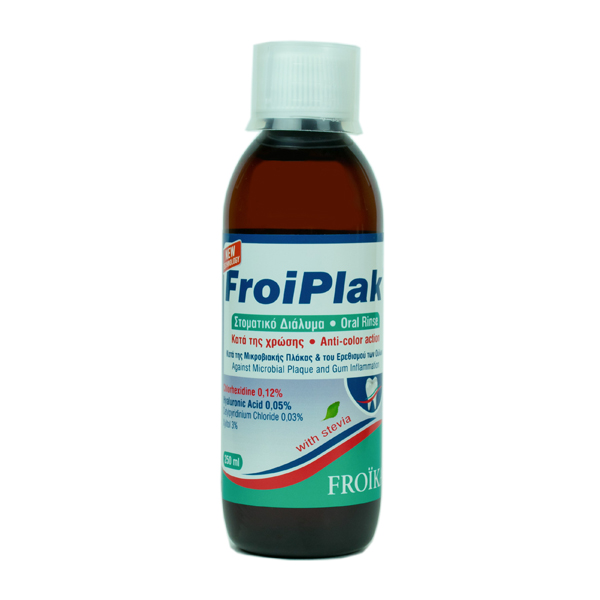 NEW
FroiPlak
Στοματικό Διάλυμα • Oral Rinse
Κατά της χρώσης • Anti-color action
Κατά της Μικροβιακής Πλάκας & του Ερεθισμού των
Against Microbial Plaque and Gum Inflammation
Chlorhexidine 0,12%
Hyaluronic Acid 0,05%
Cetylpyridinium Chloride 0,03%
3%
with stevia
250 ml
FROÏK